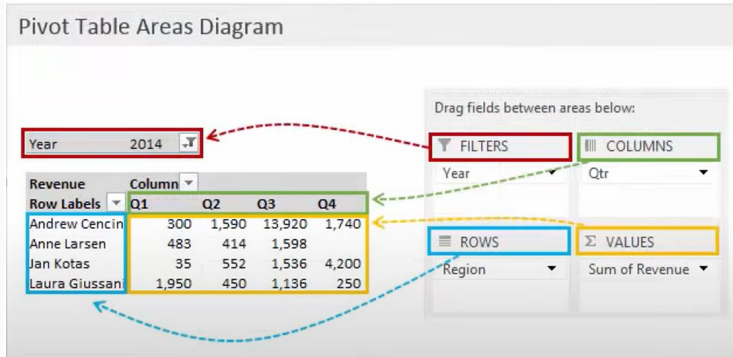 Pivot Table Areas Diagram
Drag fields between areas below:
Year 2014
FILTERS COLUMNS
Year Qtr
Revenue Column
Row Labels Q1 Q2 Q3 Q4
Andrew Cencin 300 1,590 13,920 1,740
Anne Larsen 483 414 1,598
Jan Kotas 35 552 1,536 4,200
Laura Giussani 1,950 450 1,136 250
ROWS Σ VALUES
Region Sum of Revenue